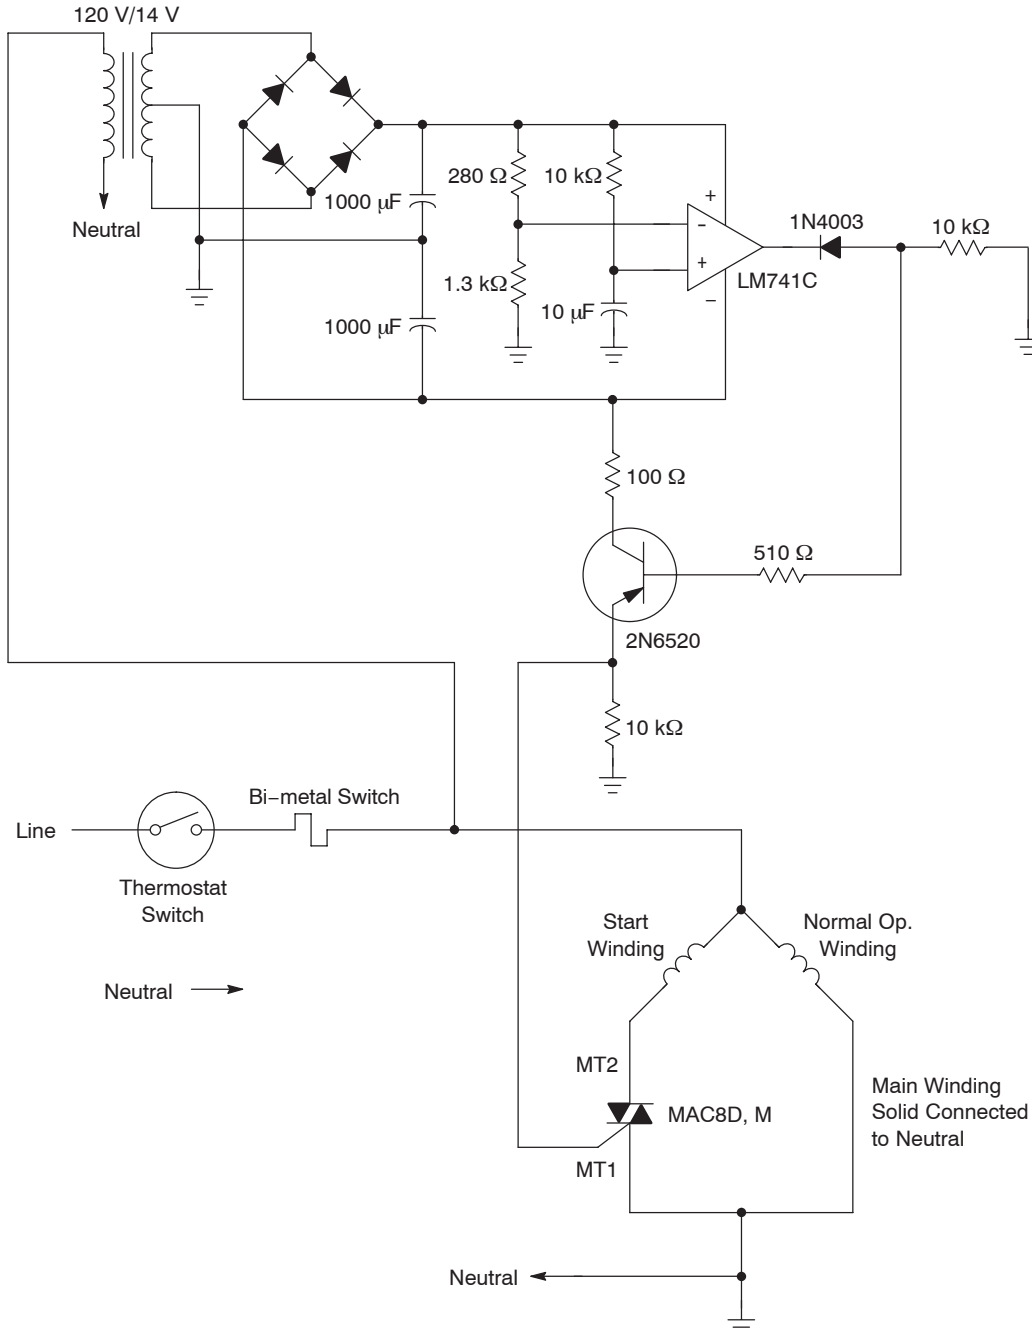 120 V/14 V
Neutral
1000 μF
280 Ω
10 kΩ
+
−
1N4003
10 kΩ
+
LM741C
1.3 kΩ
10 μF
−
1000 μF
100 Ω
510 Ω
2N6520
10 kΩ
Bi−metal Switch
Line
Thermostat
Switch
Start
Winding
Normal Op.
Winding
Neutral
MT2
Main Winding
Solid Connected
to Neutral
MAC8D, M
MT1
Neutral